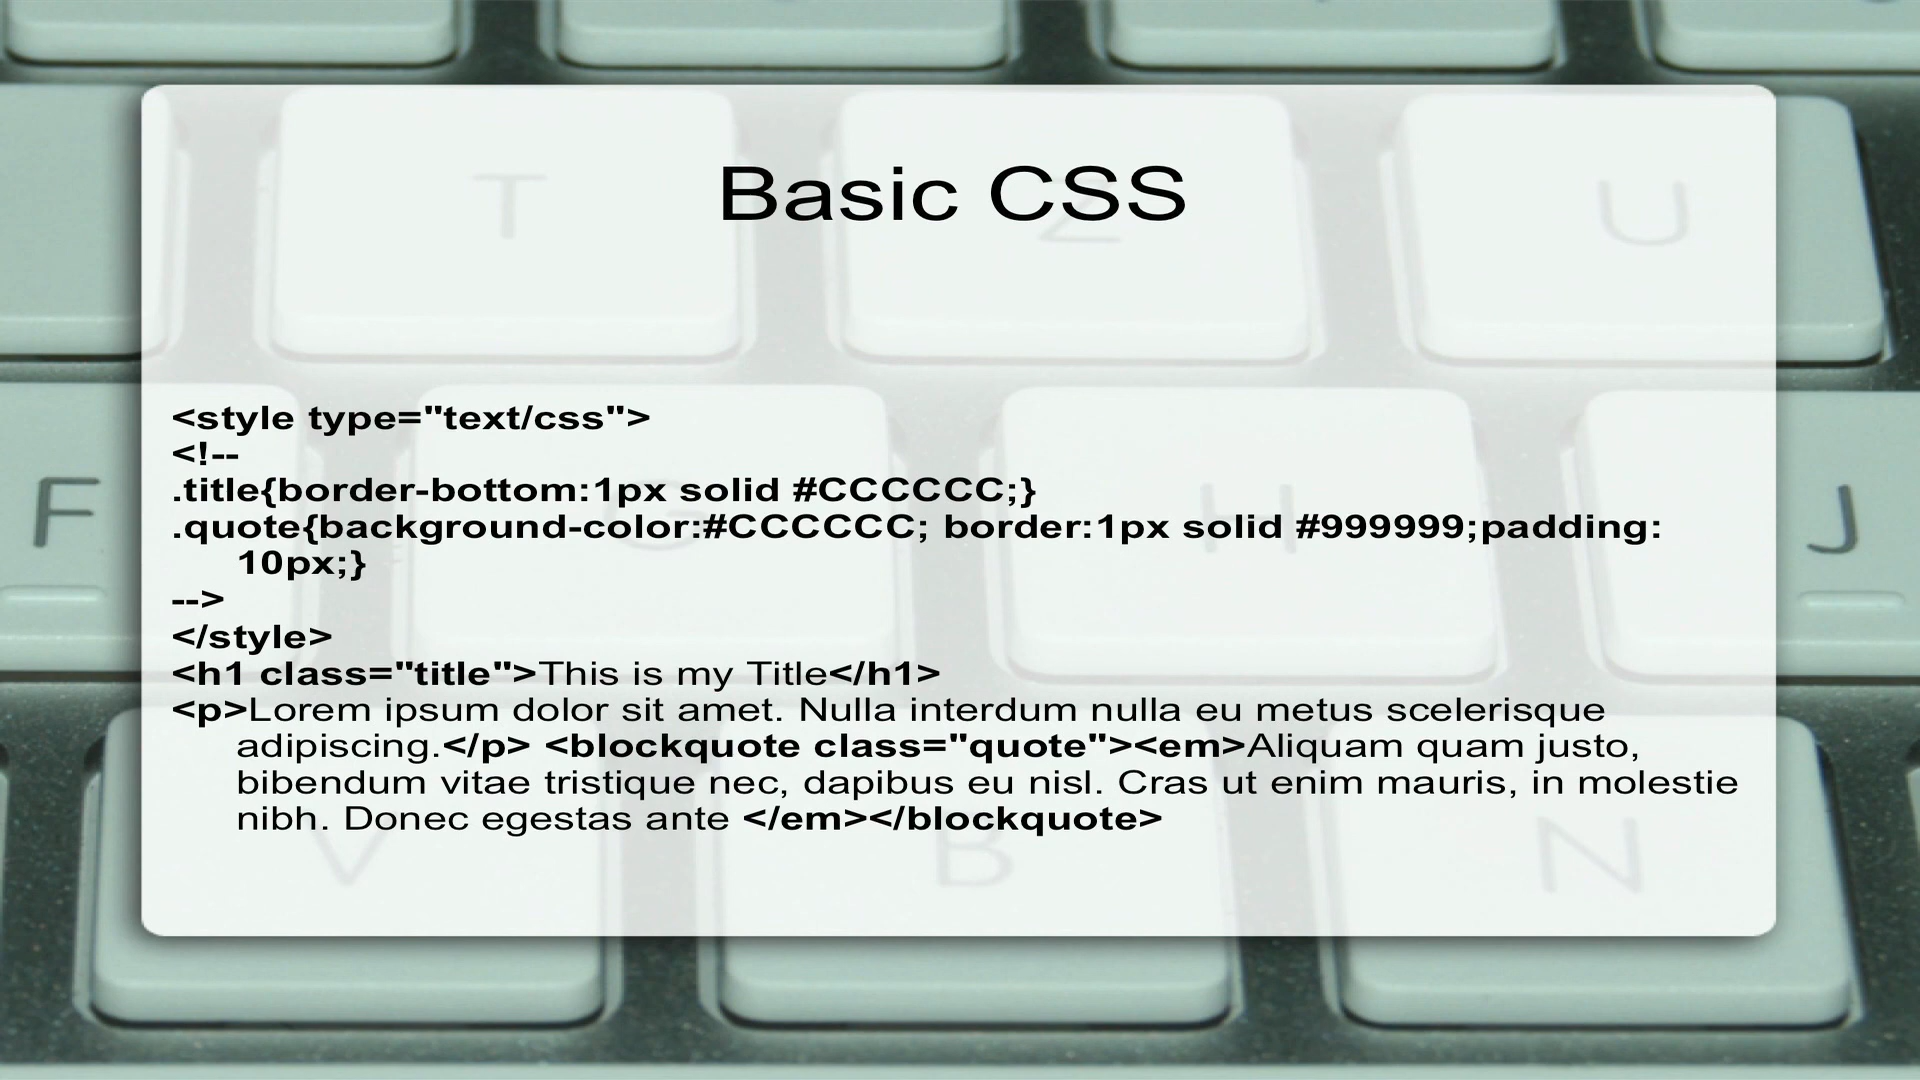 Basic CSS
<style type="text/css">
<!--
.title{border-bottom:1px solid #CCCCCC;}
.quote{background-color:#CCCCCC; border:1px solid #999999;padding:
10px;}
-->
</style>
<h1 class="title">This is my Title</h1>
<p>Lorem ipsum dolor sit amet. Nulla interdum nulla eu metus scelerisque
adipiscing.</p> <blockquote class="quote"><em>Aliquam quam justo,
bibendum vitae tristique nec, dapibus eu nisl. Cras ut enim mauris, in molestie
nibh. Donec egestas ante </em></blockquote>
T Z U
F G H J
V B N